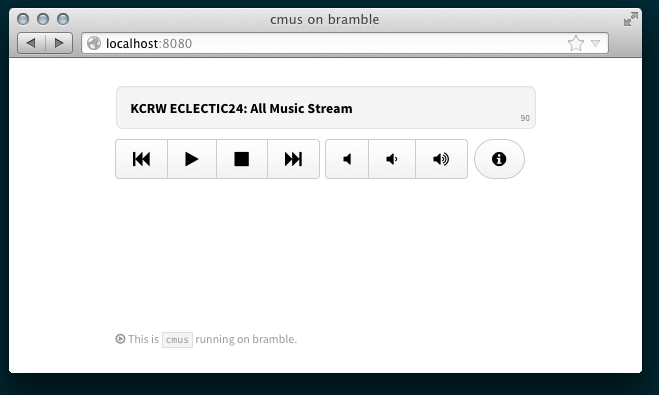 cmus on bramble
localhost:8080
KCRW ECLECTIC24: All Music Stream
90
This is cmus running on bramble.